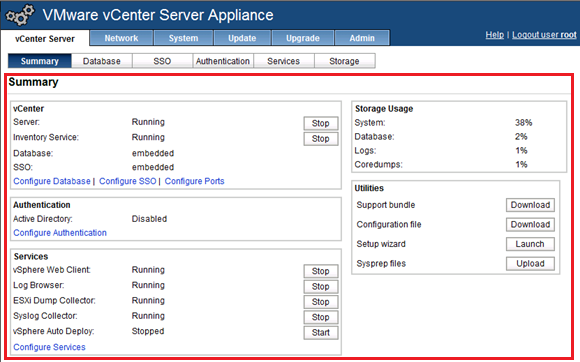 VMware vCenter Server Appliance
vCenter Server Network System Update Upgrade Admin
Help | Logout user root
Summary Database SSO Authentication Services Storage
Summary
vCenter
Server: Running Stop
Inventory Service: Running Stop
Database: embedded
SSO: embedded
Configure Database | Configure SSO | Configure Ports
Authentication
Active Directory: Disabled
Configure Authentication
Services
vSphere Web Client: Running Stop
Log Browser: Running Stop
ESXi Dump Collector: Running Stop
Syslog Collector: Running Stop
vSphere Auto Deploy: Stopped Start
Configure Services
Storage Usage
System: 38%
Database: 2%
Logs: 1%
Coredumps: 1%
Utilities
Support bundle Download
Configuration file Download
Setup wizard Launch
Sysprep files Upload